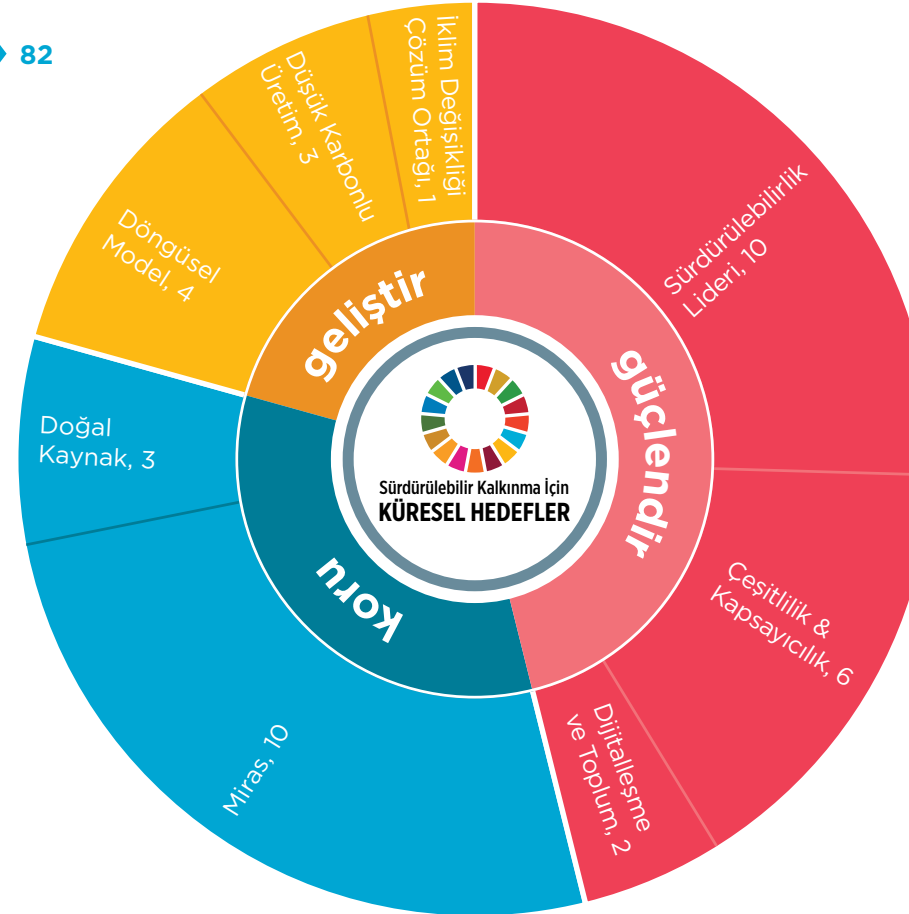 82
İklim Değişikliği
Çözüm Ortağı, 1
Düşük Karbonlu
Üretim, 3
Döngüsel
Model, 4
geliştir
Sürdürülebilirlik
Lideri, 10
güçlendir
Çeşitlilik &
Kapsayıcılık, 6
Dijitalleşme
ve Toplum, 2
Doğal
Kaynak, 3
koru
Miras, 10
Sürdürülebilir Kalkınma İçin
KÜRESEL HEDEFLER